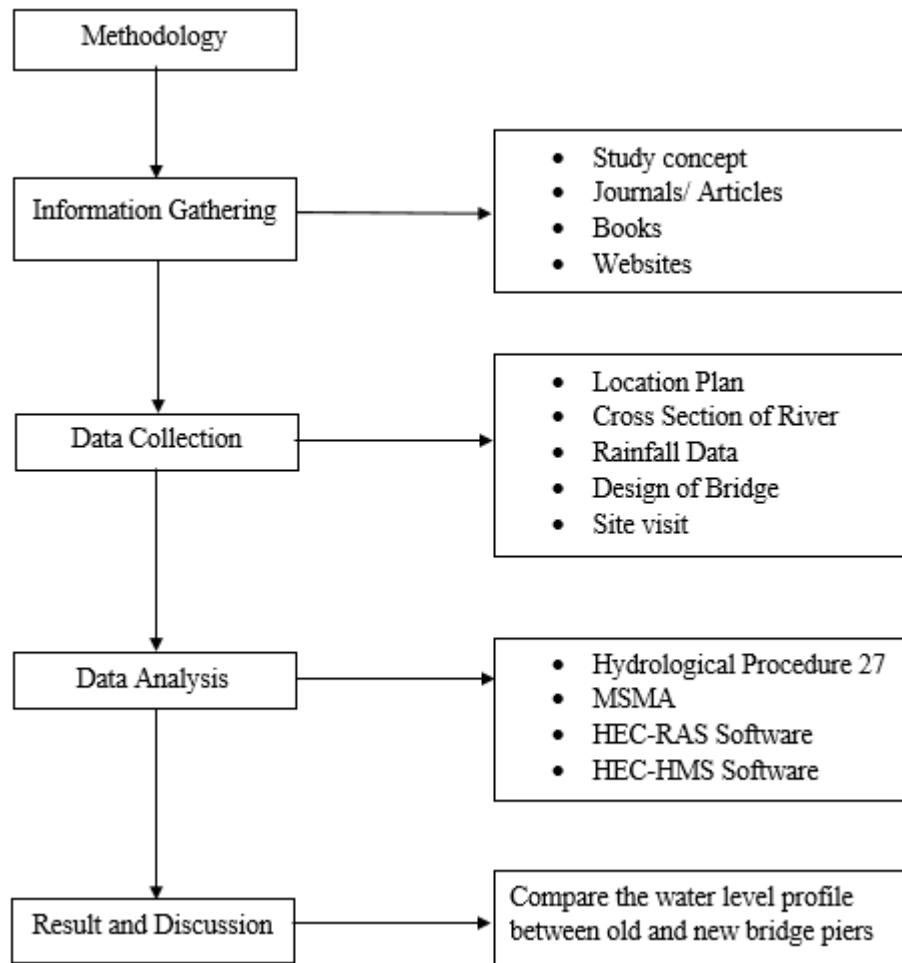 Methodology
Information Gathering
• Study concept
• Journals/ Articles
• Books
• Websites
Data Collection
• Location Plan
• Cross Section of River
• Rainfall Data
• Design of Bridge
• Site visit
Data Analysis
• Hydrological Procedure 27
• MSMA
• HEC-RAS Software
• HEC-HMS Software
Result and Discussion
Compare the water level profile
between old and new bridge piers